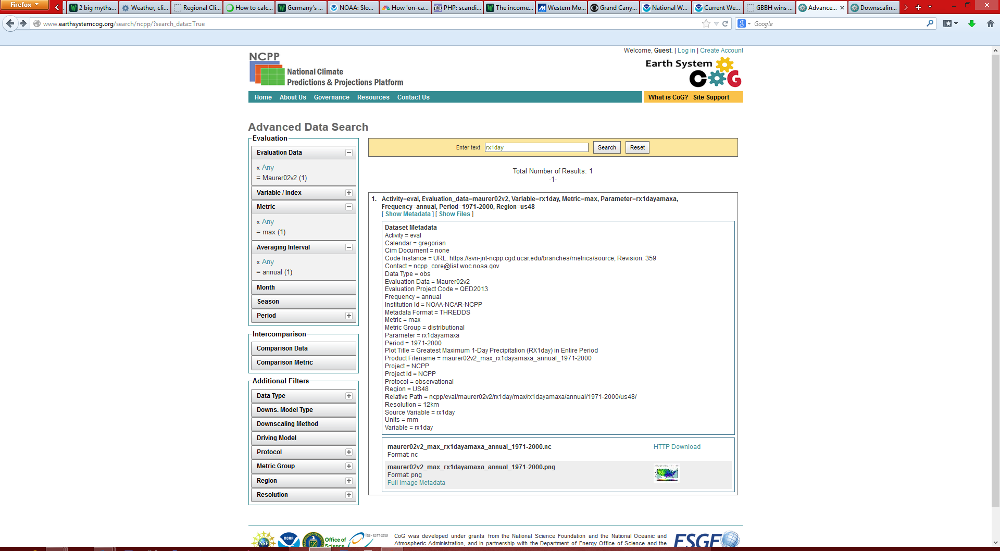 Firefox
2 big myths...
Weather, cli...
Regional Cli...
How to calc...
Germany's ...
NOAA: Slo...
How 'on-ca...
php PHP: scandi...
The income...
Western Mo...
Grand Cany...
National W...
Current We...
GBBH wins ...
Advance...
Downscalin...
www.earthsystemcog.org/search/ncpp/?search_data=True
Google
Welcome, Guest. | Log in | Create Account
NCPP
National Climate
Predictions & Projections Platform
Earth System
CoG
Home About Us Governance Resources Contact Us
What is CoG? Site Support
Advanced Data Search
Evaluation
Evaluation Data
« Any
= Maurer02v2 (1)
Variable / Index
Metric
« Any
= max (1)
Averaging Interval
« Any
= annual (1)
Month
Season
Period
Intercomparison
Comparison Data
Comparison Metric
Additional Filters
Data Type
Downs. Model Type
Downscaling Method
Driving Model
Protocol
Metric Group
Region
Resolution
Enter text rx1day Search Reset
Total Number of Results: 1
-1-
1. Activity=eval, Evaluation_data=maurer02v2, Variable=rx1day, Metric=max, Parameter=rx1dayamaxa,
Frequency=annual, Period=1971-2000, Region=us48
[ Show Metadata ] [ Show Files ]
Dataset Metadata
Activity = eval
Calendar = gregorian
Cim Document = none
Code Instance = URL: https://svn-jnt-ncpp.cgd.ucar.edu/branches/metrics/source; Revision: 359
Contact = ncpp_core@list.woc.noaa.gov
Data Type = obs
Evaluation Data = Maurer02v2
Evaluation Project Code = QED2013
Frequency = annual
Institution Id = NOAA-NCAR-NCPP
Metadata Format = THREDDS
Metric = max
Metric Group = distributional
Parameter = rx1dayamaxa
Period = 1971-2000
Plot Title = Greatest Maximum 1-Day Precipitation (RX1day) in Entire Period
Product Filename = maurer02v2_max_rx1dayamaxa_annual_1971-2000
Project = NCPP
Project Id = NCPP
Protocol = observational
Region = US48
Relative Path = ncpp/eval/maurer02v2/rx1day/max/rx1dayamaxa/annual/1971-2000/us48/
Resolution = 12km
Source Variable = rx1day
Units = mm
Variable = rx1day
maurer02v2_max_rx1dayamaxa_annual_1971-2000.nc HTTP Download
Format: nc
maurer02v2_max_rx1dayamaxa_annual_1971-2000.png
Format: png
Full Image Metadata
NSF
NOAA
Office of
Science
is-enes
CoG was developed under grants from the National Science Foundation and the National Oceanic and
Atmospheric Administration, and in partnership with the Department of Energy Office of Science and the
ESGF